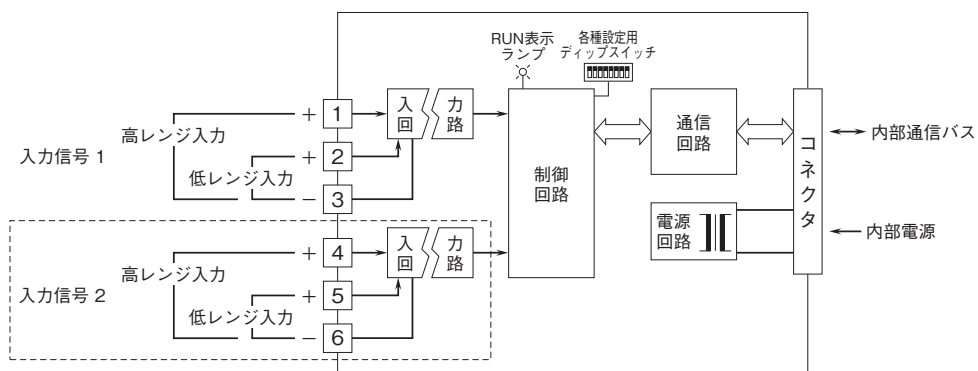 RUN表示
ランプ
各種設定用
ディップスイッチ
入力信号 1
高レンジ入力
低レンジ入力
+ 1
+ 2
− 3
入 力
回 路
制御
回路
通信
回路
コネクタ
内部通信バス
電源
回路
内部電源
入力信号 2
高レンジ入力
低レンジ入力
+ 4
+ 5
− 6
入 力
回 路